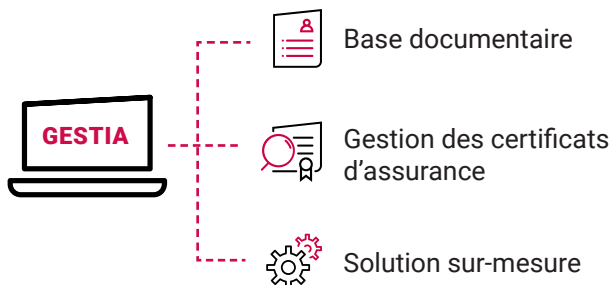 Base documentaire
GESTIA
Gestion des certificats
d'assurance
Solution sur-mesure